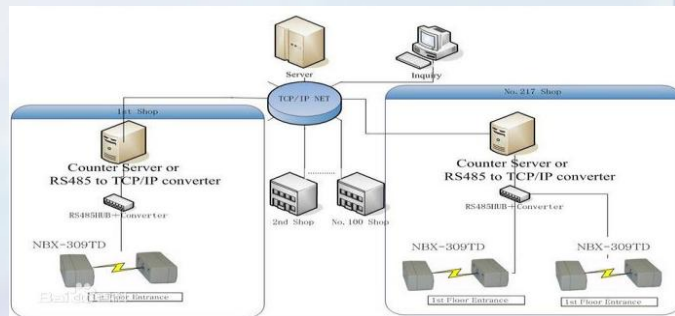 Server
Inquiry
TCP/IP NET
1st Shop
No.217 Shop
Counter Server or
RS485 to TCP/IP converter
RS485HUB+Converter
NBX-309TD
1st Floor Entrance
2nd Shop
No.100 Shop
Counter Server or
RS485 to TCP/IP converter
RS485HUB+Converter
NBX-309TD
NBX-309TD
1st Floor Entrance
1st Floor Entrance